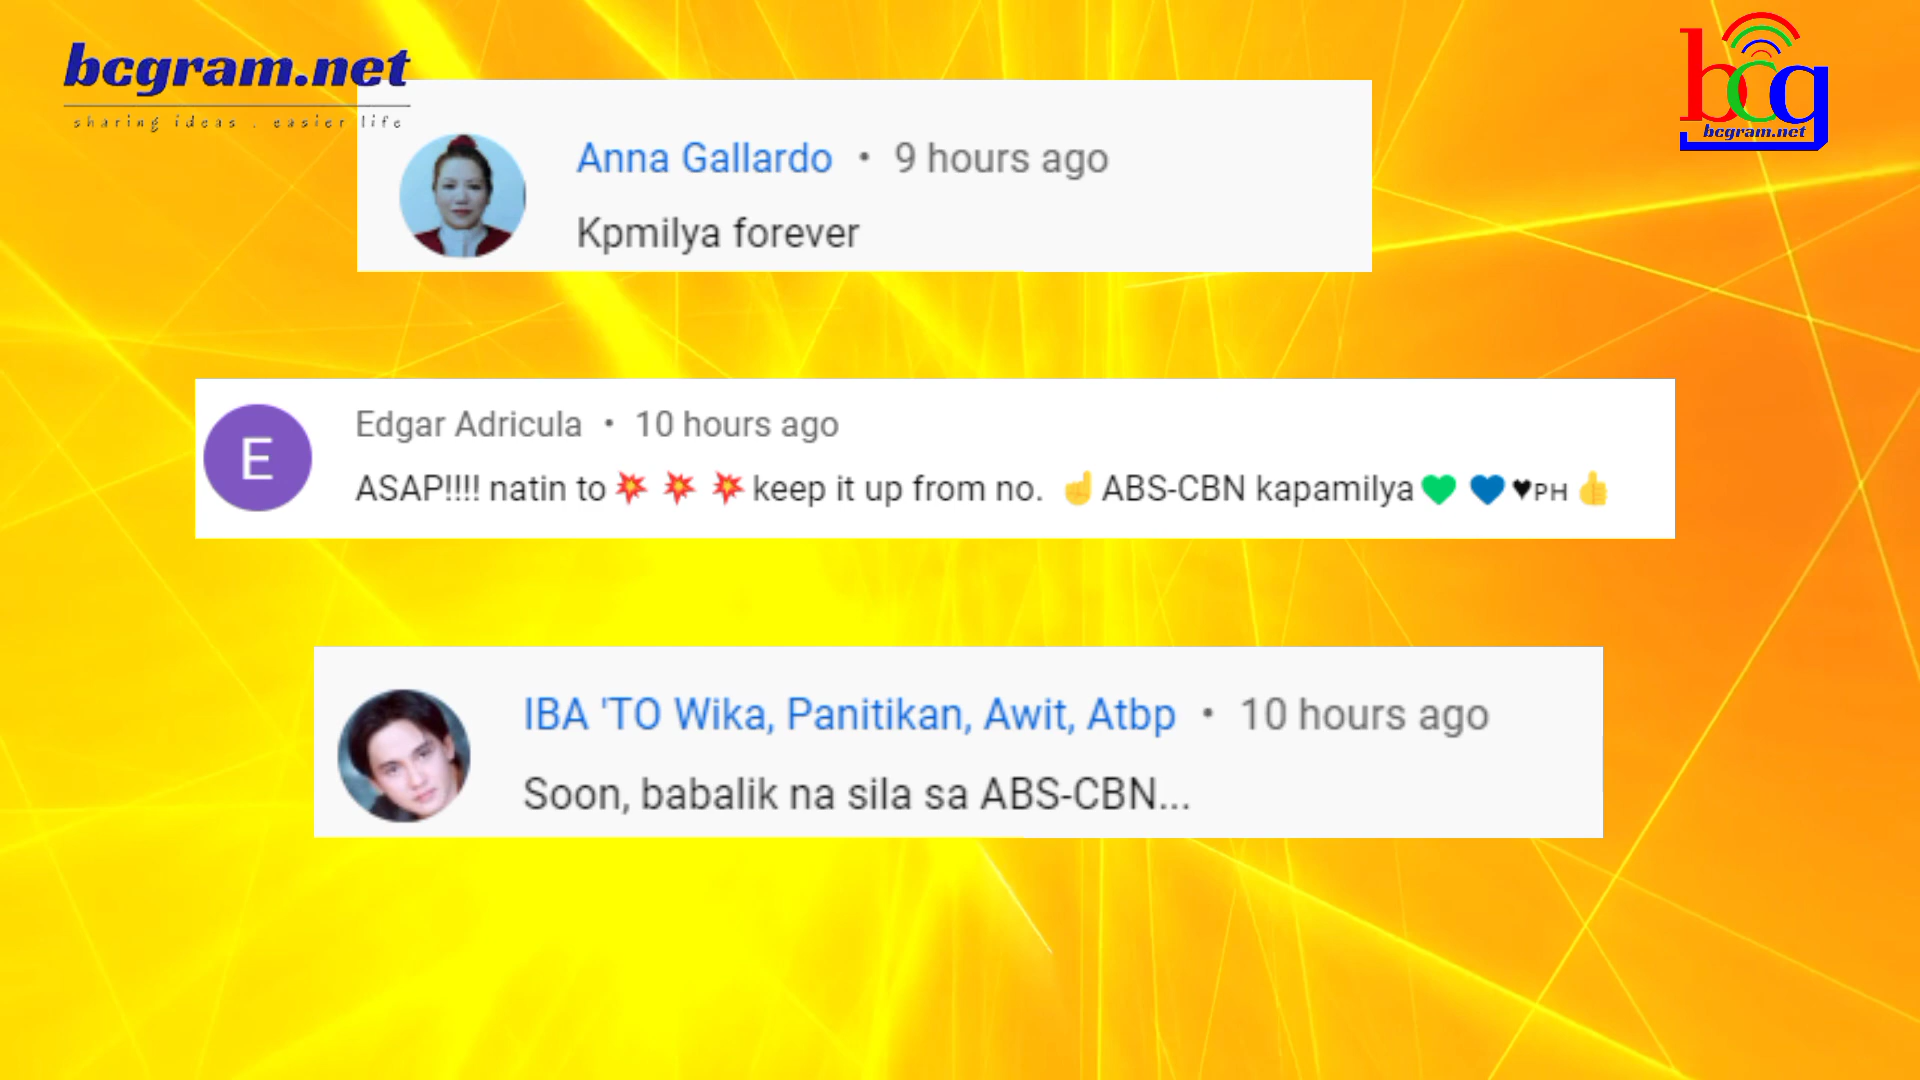 bcgram.net
sharing ideas . easier life
bcg
bcgram.net
Anna Gallardo • 9 hours ago
Kpmilya forever
E
Edgar Adricula • 10 hours ago
ASAP!!!! natin to💥 💥 💥 keep it up from no. ☝️ ABS-CBN kapamilya💚 💙 ♥PH 👍
IBA 'TO Wika, Panitikan, Awit, Atbp • 10 hours ago
Soon, babalik na sila sa ABS-CBN...